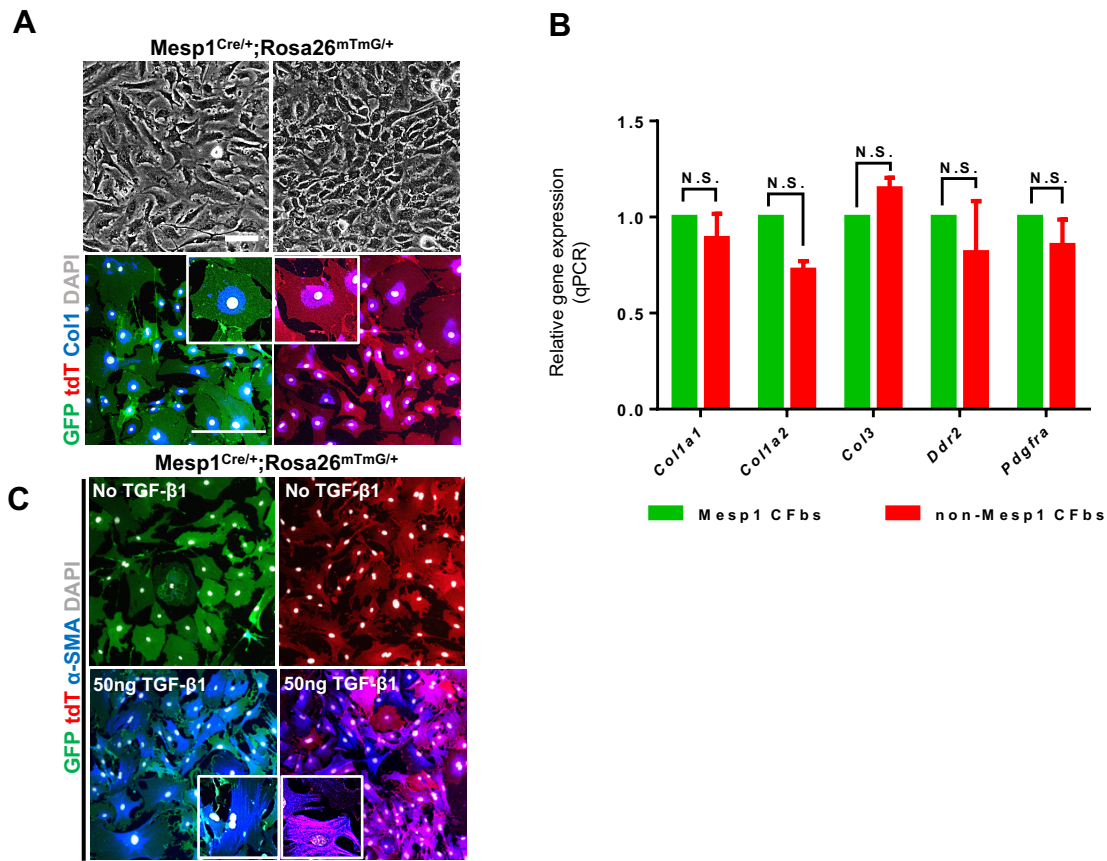 A
Mesp1Cre/+;Rosa26mTmG/+
GFP tdT Col1 DAPI
B
Relative gene expression
(qPCR)
1.5
1.0
0.5
0.0
N.S.
N.S.
N.S.
N.S.
N.S.
Col1a1
Col1a2
Col3
Ddr2
Pdgfra
Mesp1 CFbs
non-Mesp1 CFbs
Mesp1Cre/+;Rosa26mTmG/+
C
GFP tdT α-SMA DAPI
No TGF-β1
No TGF-β1
50ng TGF-β1
50ng TGF-β1